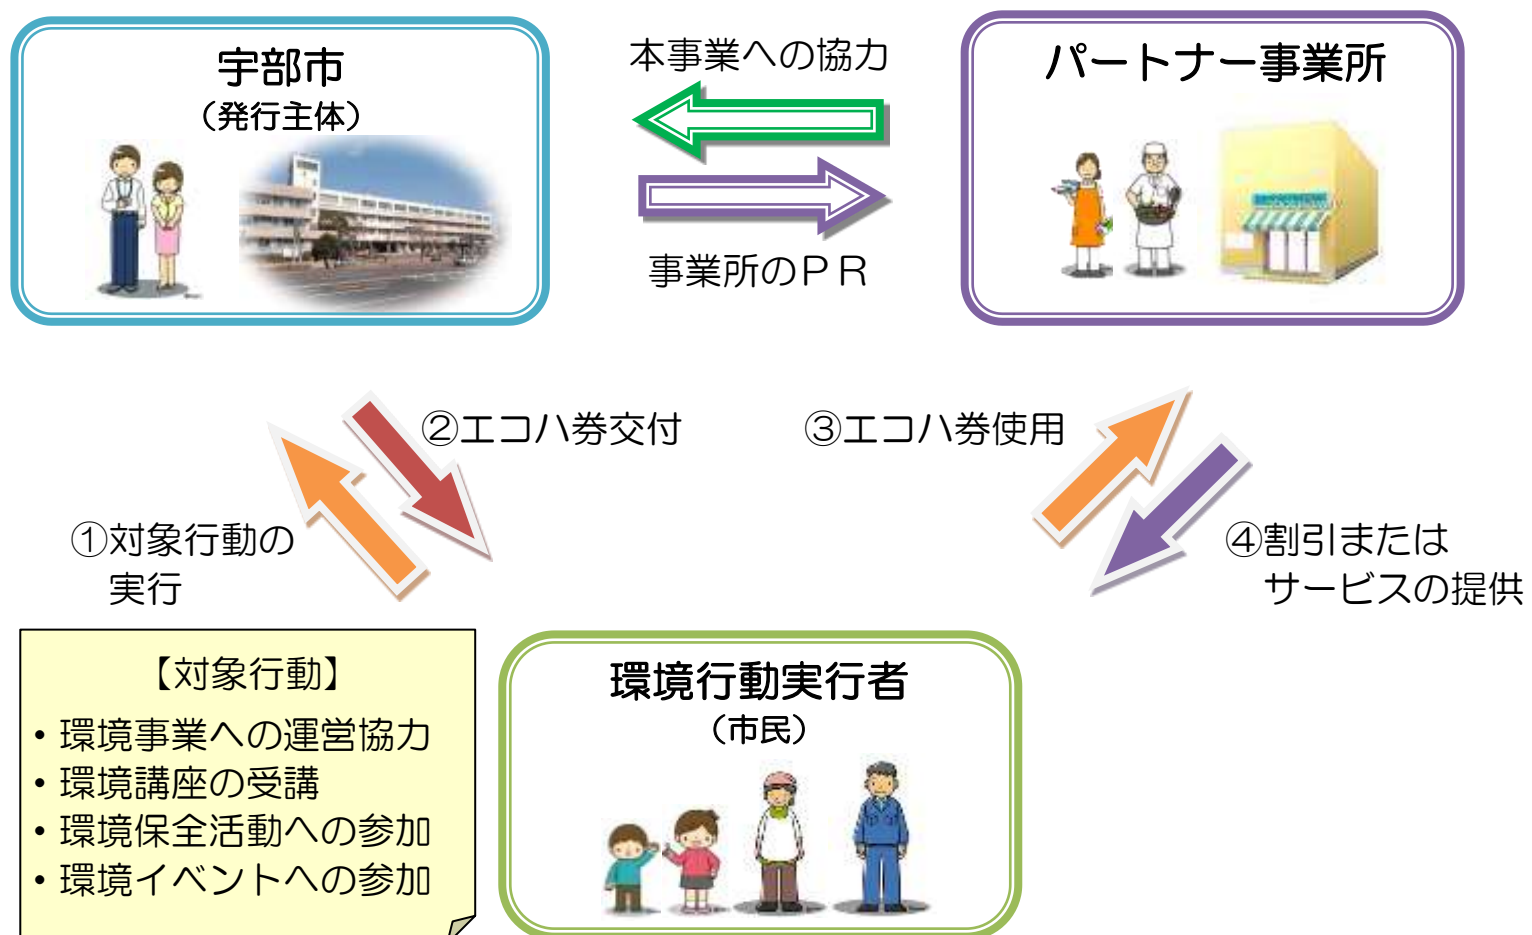 宇部市
（発行主体）
本事業への協力
事業所のＰＲ
パートナー事業所
②エコハ券交付
③エコハ券使用
①対象行動の
実行
④割引または
サービスの提供
【対象行動】
・環境事業への運営協力
・環境講座の受講
・環境保全活動への参加
・環境イベントへの参加
環境行動実行者
（市民）